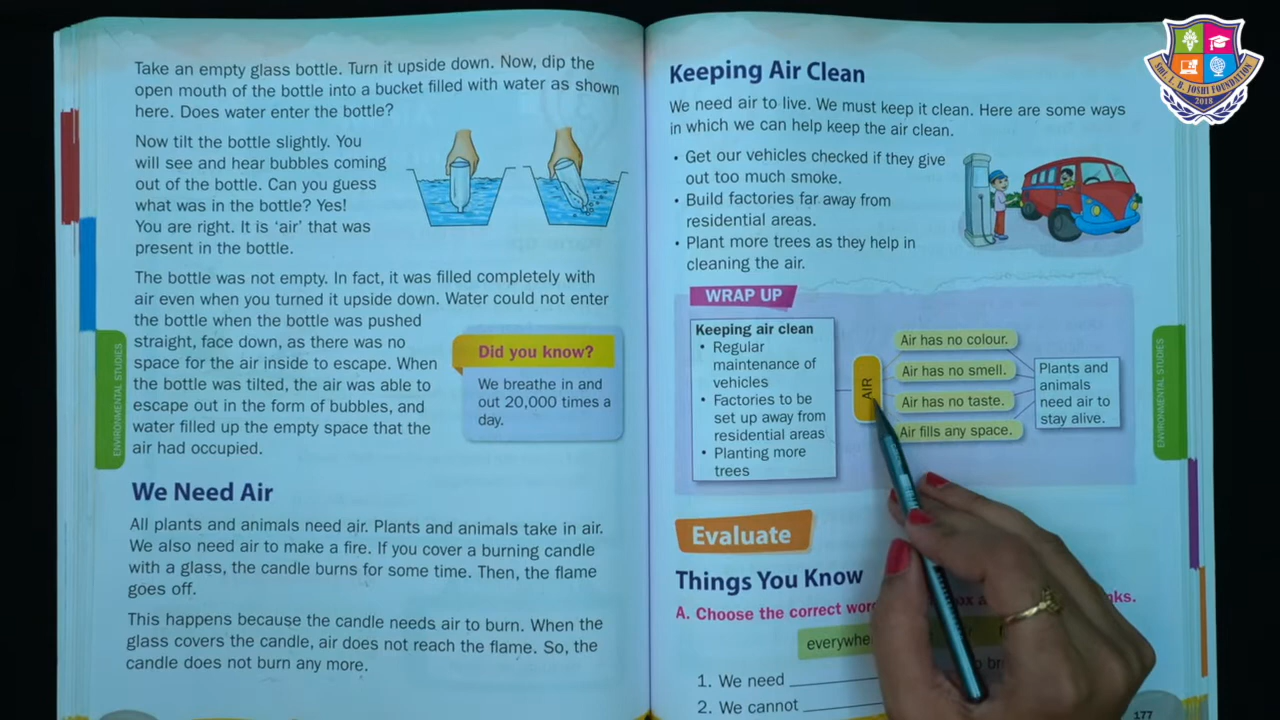 Take an empty glass bottle. Turn it upside down. Now, dip the
open mouth of the bottle into a bucket filled with water as shown
here. Does water enter the bottle?
Now tilt the bottle slightly. You
will see and hear bubbles coming
out of the bottle. Can you guess
what was in the bottle? Yes!
You are right. It is ‘air’ that was
present in the bottle.
The bottle was not empty. In fact, it was filled completely with
air even when you turned it upside down. Water could not enter
the bottle when the bottle was pushed
straight, face down, as there was no
space for the air inside to escape. When
the bottle was tilted, the air was able to
escape out in the form of bubbles, and
water filled up the empty space that the
air had occupied.
Did you know?
We breathe in and
out 20,000 times a
day.
ENVIRONMENTAL STUDIES
We Need Air
All plants and animals need air. Plants and animals take in air.
We also need air to make a fire. If you cover a burning candle
with a glass, the candle burns for some time. Then, the flame
goes off.
This happens because the candle needs air to burn. When the
glass covers the candle, air does not reach the flame. So, the
candle does not burn any more.
Keeping Air Clean
We need air to live. We must keep it clean. Here are some ways
in which we can help keep the air clean.
• Get our vehicles checked if they give
out too much smoke.
• Build factories far away from
residential areas.
• Plant more trees as they help in
cleaning the air.
WRAP UP
Keeping air clean
• Regular
maintenance of
vehicles
• Factories to be
set up away from
residential areas
• Planting more
trees
AIR
Air has no colour.
Air has no smell.
Air has no taste.
Air fills any space.
Plants and
animals
need air to
stay alive.
ENVIRONMENTAL STUDIES
Evaluate
Things You Know
A. Choose the correct
everywhe
1. We need
2. We cannot
177
SMT. L. B. JOSHI FOUNDATION
2018